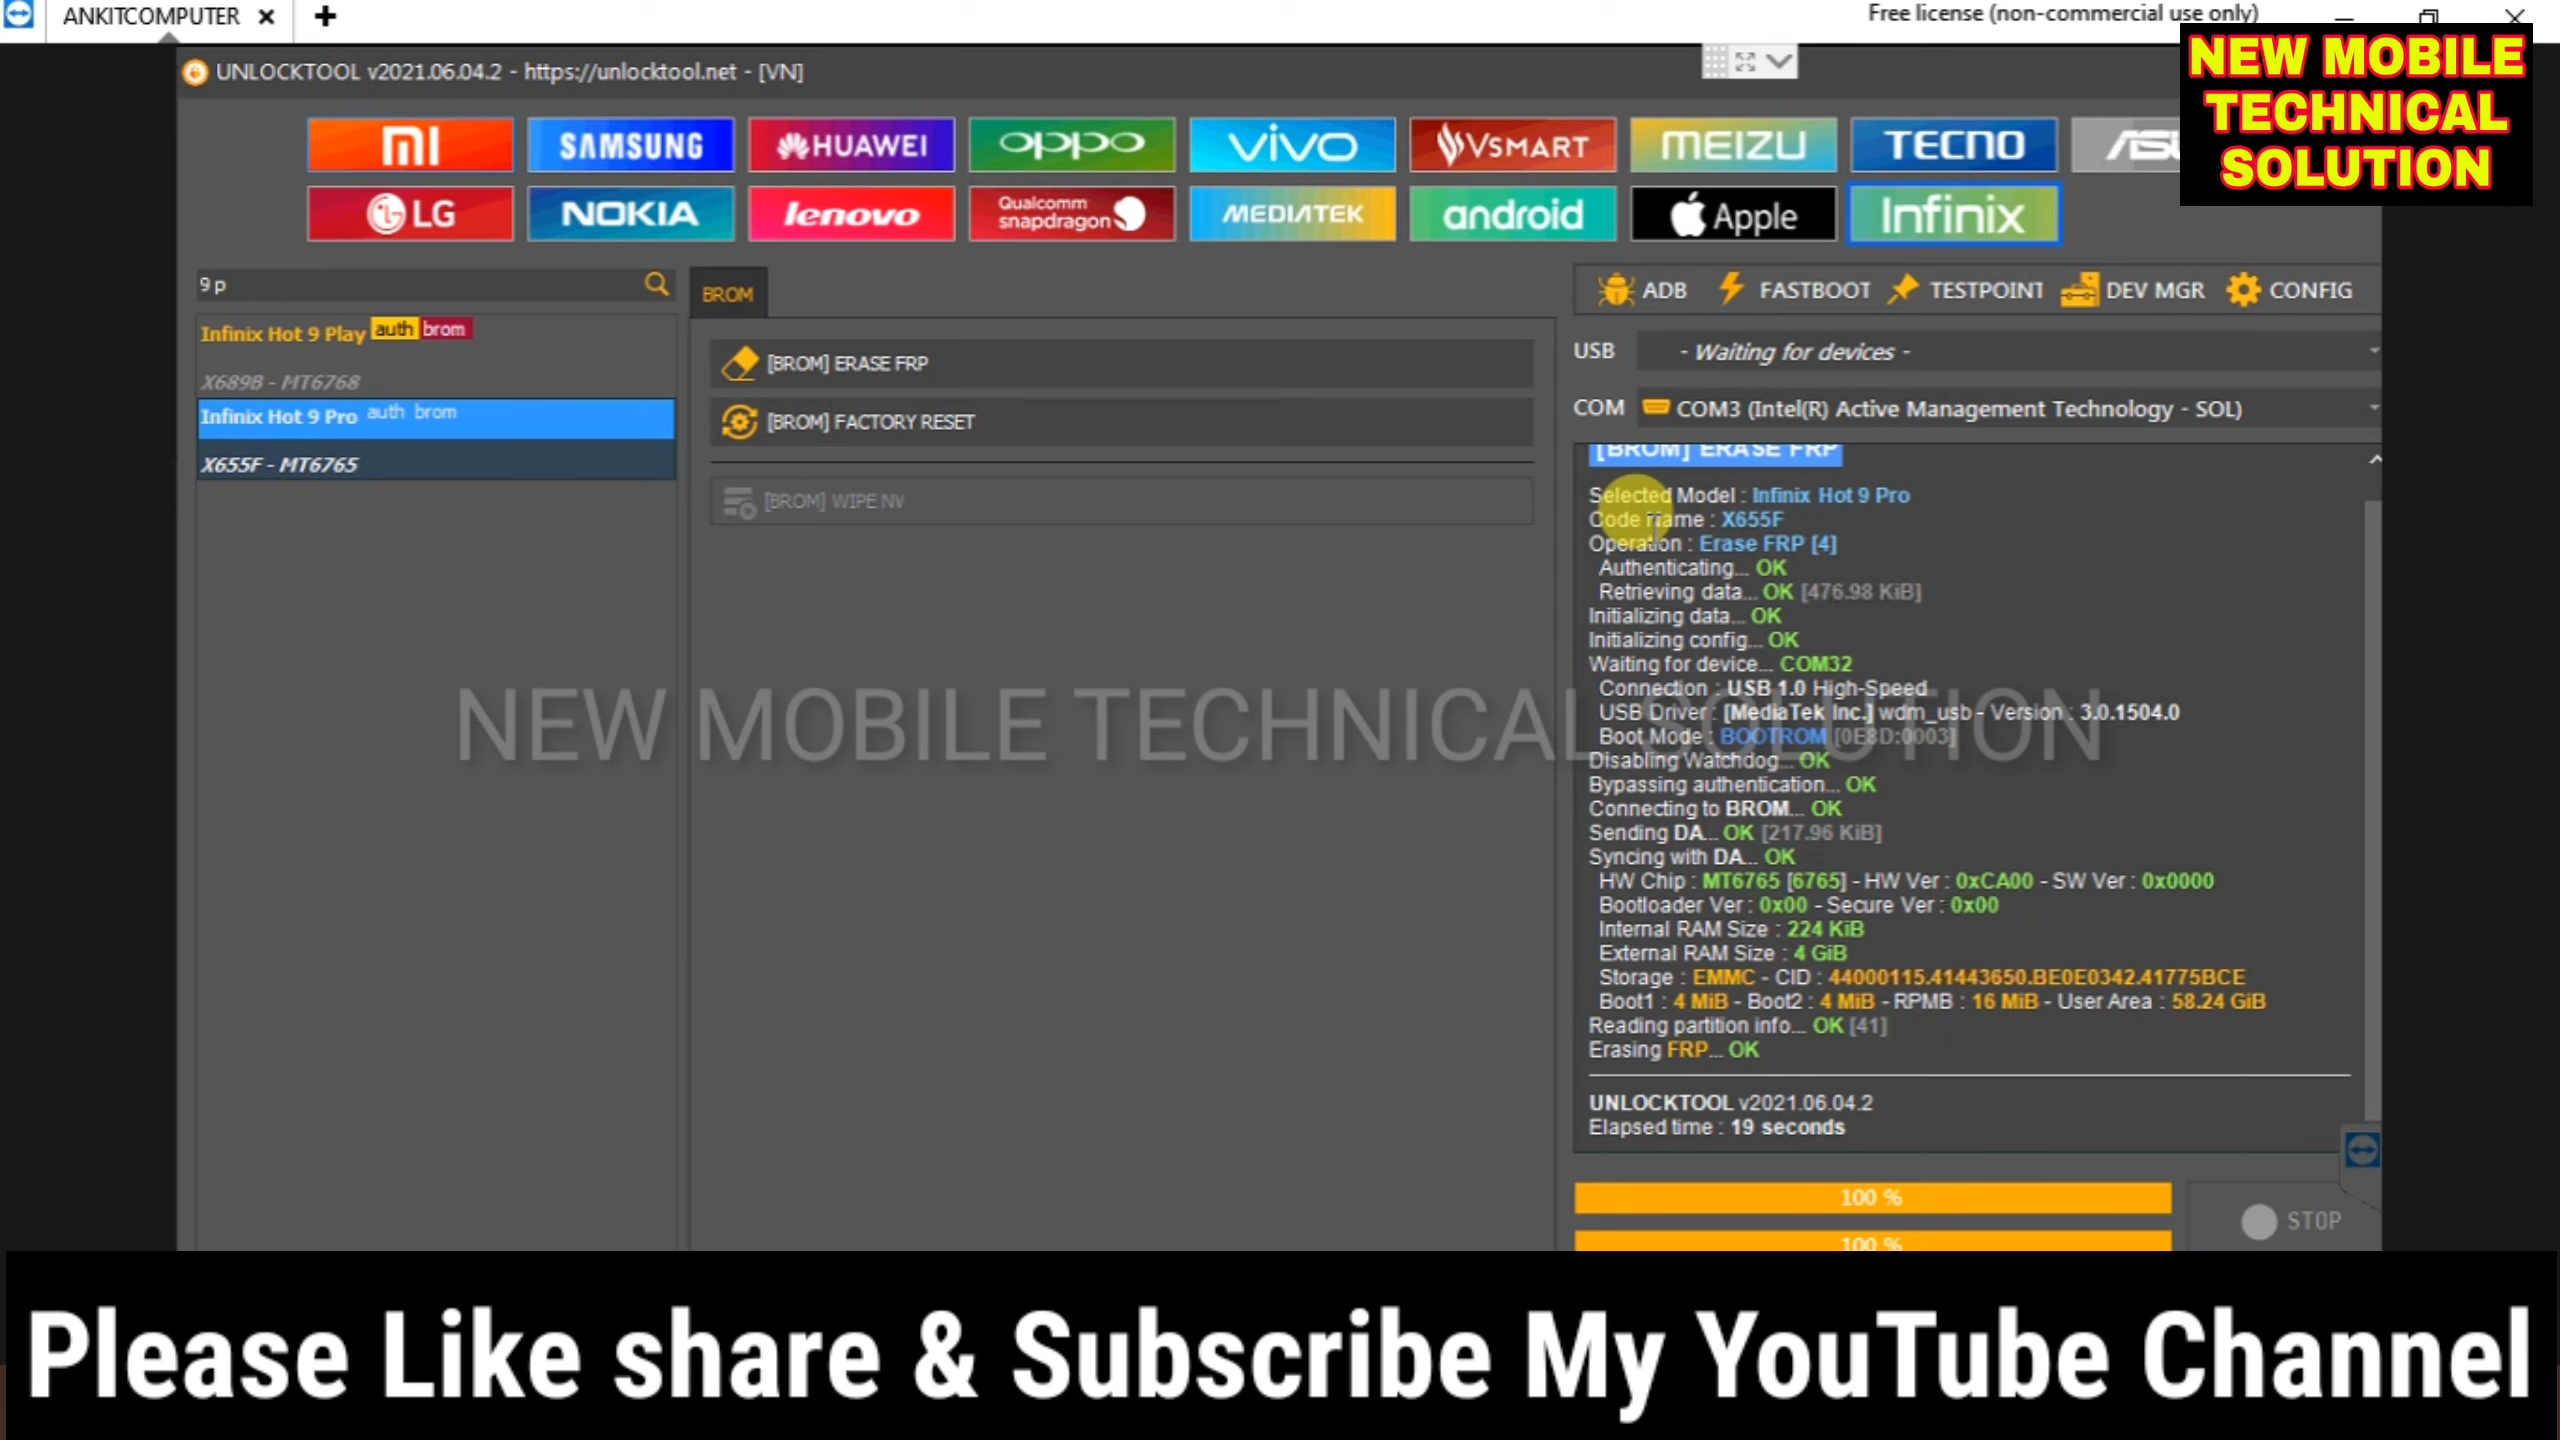 ANKITCOMPUTER
Free license (non-commercial use only)
NEW MOBILE
TECHNICAL
SOLUTION
UNLOCKTOOL v2021.06.04.2 - https://unlocktool.net - [VN]
mi SAMSUNG HUAWEI oppo vivo VSMART MEIZU TECNO
LG NOKIA lenovo Qualcomm snapdragon MEDIATEK android Apple Infinix
9 p
BROM
ADB FASTBOOT TESTPOINT DEV MGR CONFIG
Infinix Hot 9 Play auth brom
X689B - MT6768
Infinix Hot 9 Pro auth brom
X655F - MT6765
[BROM] ERASE FRP
[BROM] FACTORY RESET
[BROM] WIPE NV
USB - Waiting for devices -
COM COM3 (Intel(R) Active Management Technology - SOL)
[BROM] ERASE FRP
Selected Model : Infinix Hot 9 Pro
Code name : X655F
Operation : Erase FRP [4]
Authenticating... OK
Retrieving data... OK [476.98 KiB]
Initializing data... OK
Initializing config... OK
Waiting for device... COM32
Connection : USB 1.0 High-Speed
USB Driver : [MediaTek Inc.] wdm_usb - Version : 3.0.1504.0
Boot Mode : BOOTROM [0E8D:0003]
Disabling Watchdog... OK
Bypassing authentication... OK
Connecting to BROM... OK
Sending DA... OK [217.96 KiB]
Syncing with DA... OK
HW Chip : MT6765 [6765] - HW Ver : 0xCA00 - SW Ver : 0x0000
Bootloader Ver : 0x00 - Secure Ver : 0x00
Internal RAM Size : 224 KiB
External RAM Size : 4 GiB
Storage : EMMC - CID : 44000115.41443650.BE0E0342.41775BCE
Boot1 : 4 MiB - Boot2 : 4 MiB - RPMB : 16 MiB - User Area : 58.24 GiB
Reading partition info... OK [41]
Erasing FRP... OK
UNLOCKTOOL v2021.06.04.2
Elapsed time : 19 seconds
100 %
STOP
100 %
NEW MOBILE TECHNICAL SOLUTION
Please Like share & Subscribe My YouTube Channel